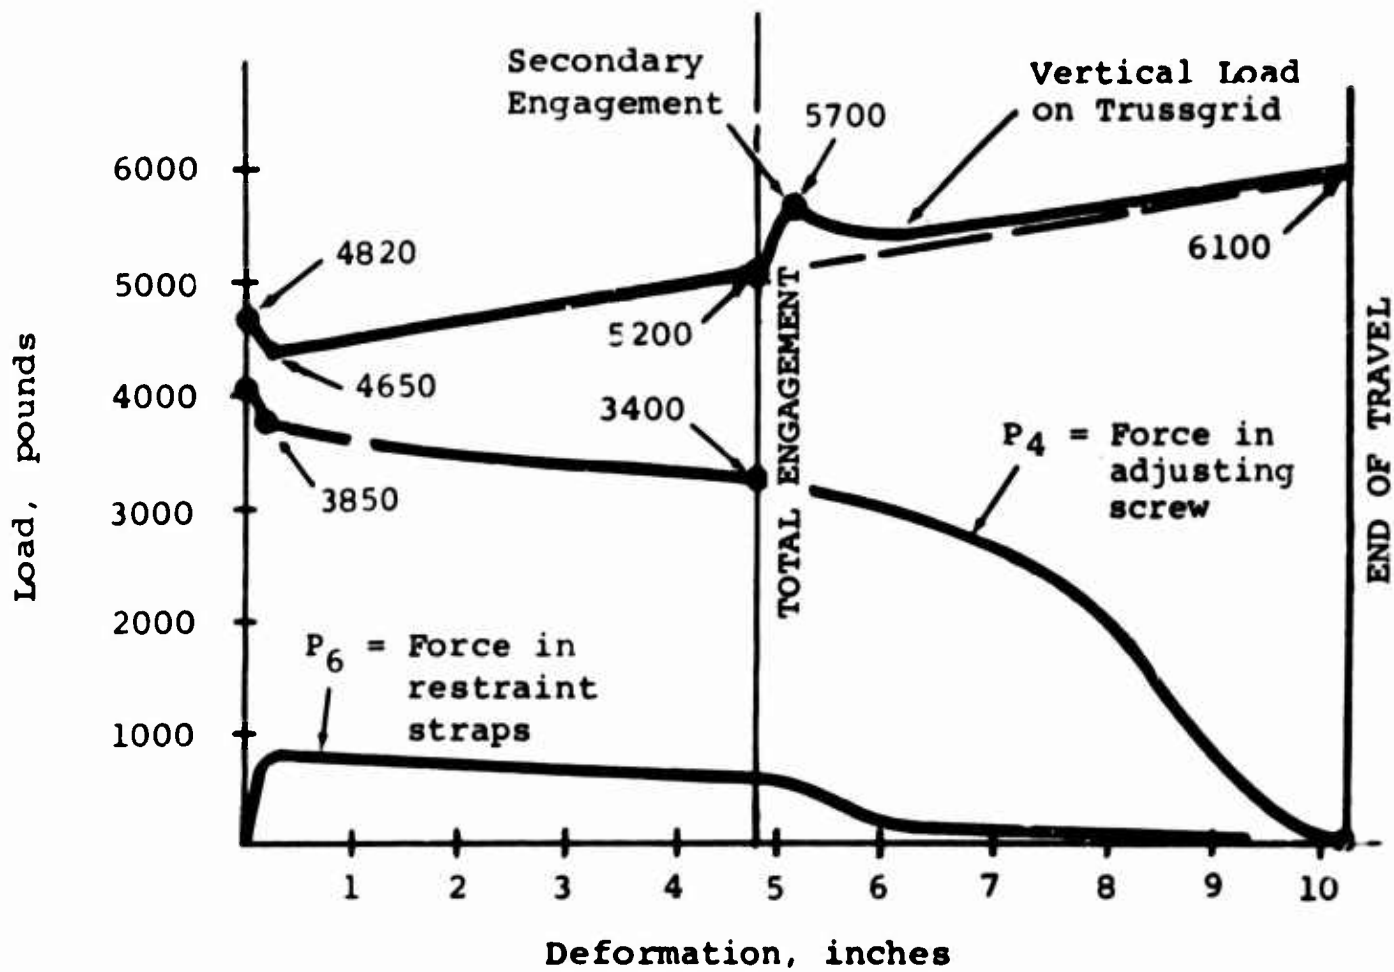 Secondary
Engagement
5700
Vertical Load
on Trussgrid
6000
5000
4000
3000
2000
1000
4820
4650
3850
5200
3400
6100
P4 = Force in
adjusting
screw
P6 = Force in
restraint
straps
TOTAL ENGAGEMENT
END OF TRAVEL
Load, pounds
1 2 3 4 5 6 7 8 9 10
Deformation, inches